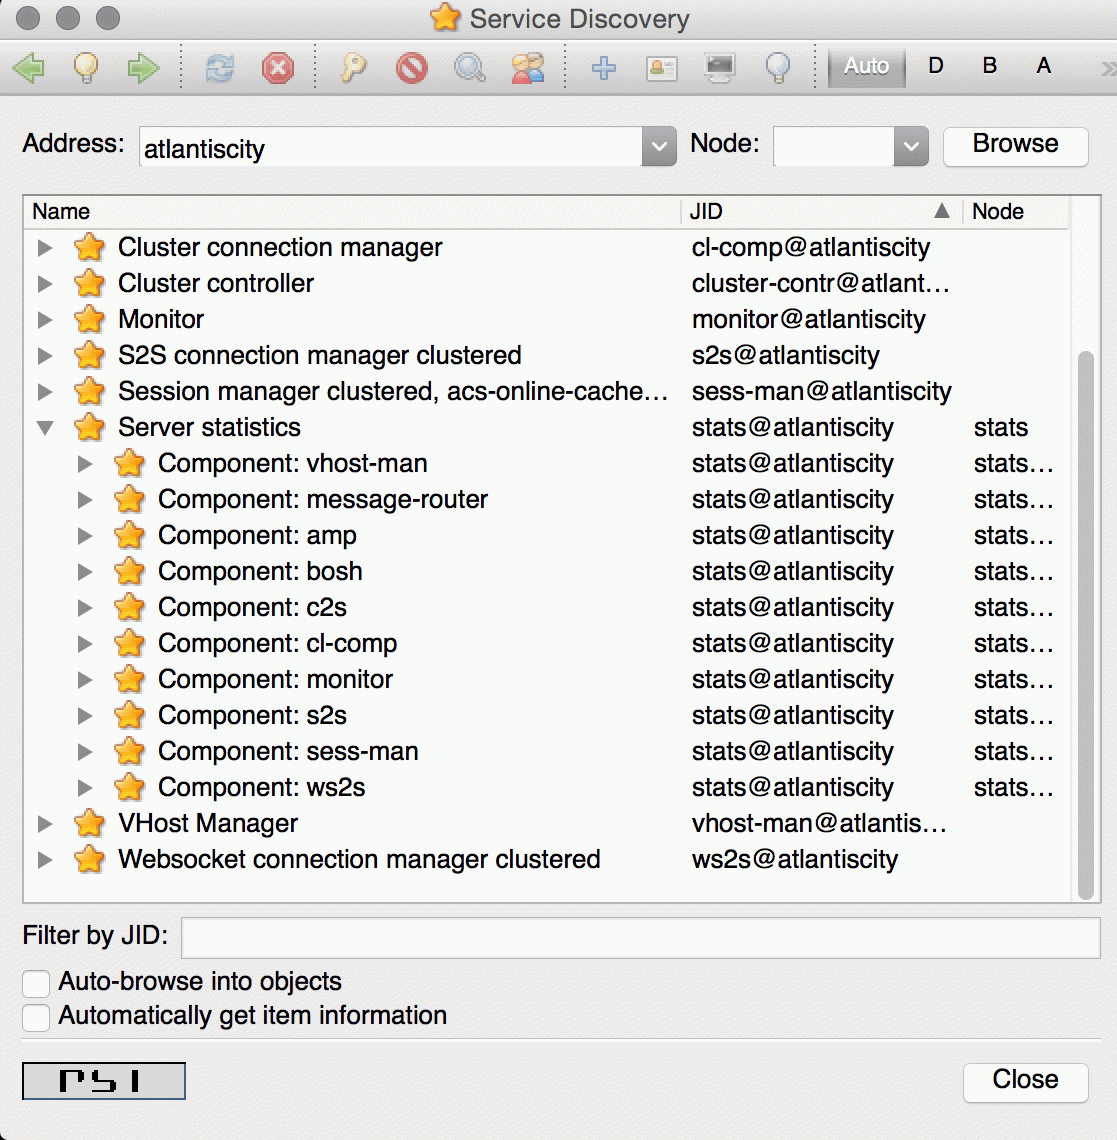 Service Discovery
Auto D B A
Address: atlantiscity Node: Browse
Name JID Node
Cluster connection manager cl-comp@atlantiscity
Cluster controller cluster-contr@atlant…
Monitor monitor@atlantiscity
S2S connection manager clustered s2s@atlantiscity
Session manager clustered, acs-online-cache… sess-man@atlantiscity
Server statistics stats@atlantiscity stats
Component: vhost-man stats@atlantiscity stats…
Component: message-router stats@atlantiscity stats…
Component: amp stats@atlantiscity stats…
Component: bosh stats@atlantiscity stats…
Component: c2s stats@atlantiscity stats…
Component: cl-comp stats@atlantiscity stats…
Component: monitor stats@atlantiscity stats…
Component: s2s stats@atlantiscity stats…
Component: sess-man stats@atlantiscity stats…
Component: ws2s stats@atlantiscity stats…
VHost Manager vhost-man@atlantis…
Websocket connection manager clustered ws2s@atlantiscity
Filter by JID:
Auto-browse into objects
Automatically get item information
PSI Close